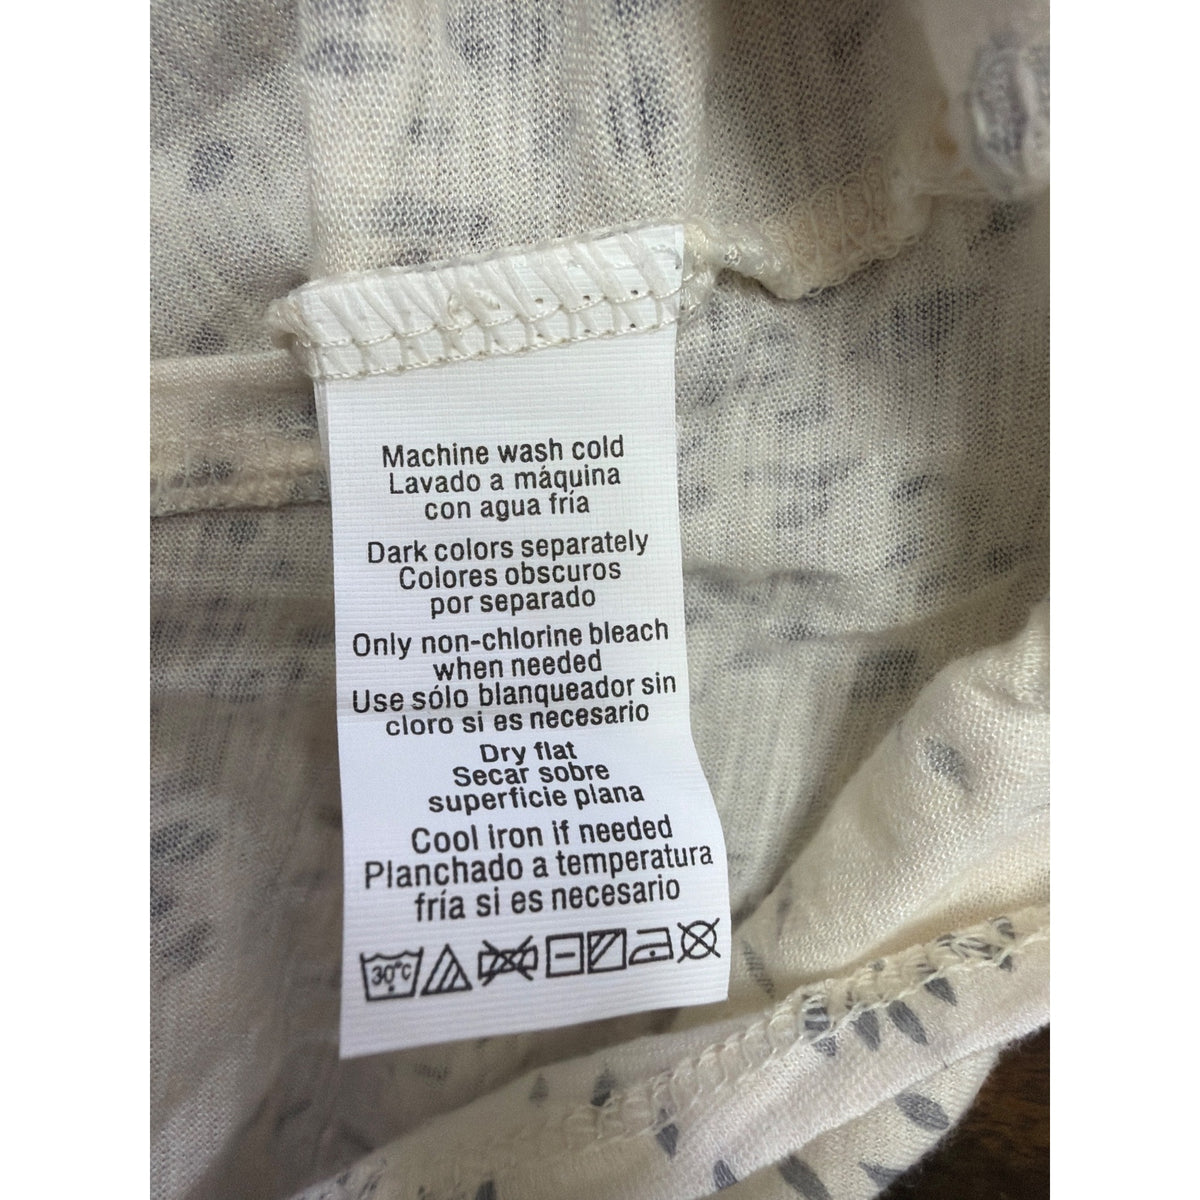 Machine wash cold
Lavado a máquina
con agua fría
Dark colors separately
Colores obscuros
por separado
Only non-chlorine bleach
when needed
Use sólo blanqueador sin
cloro si es necesario
Dry flat
Secar sobre
superficie plana
Cool iron if needed
Planchado a temperatura
fría si es necesario
30°C